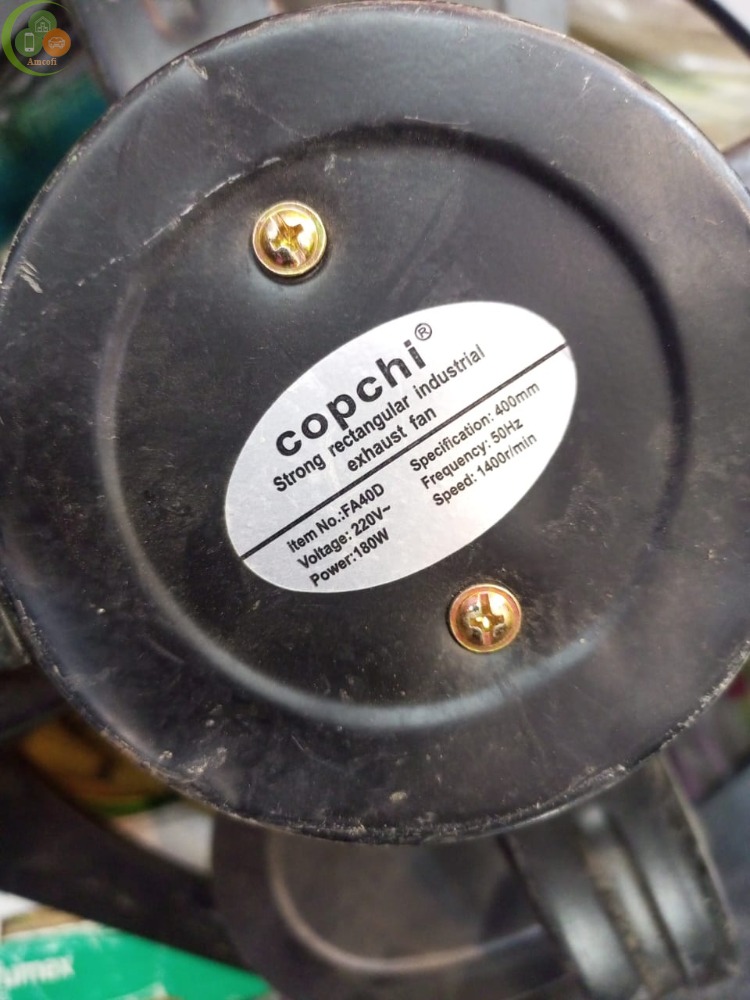 Amcofi
copchi®
Strong rectangular industrial
exhaust fan
Item No.:FA40D
Voltage: 220V~
Power:180W
Specification: 400mm
Frequency: 50Hz
Speed: 1400r/min